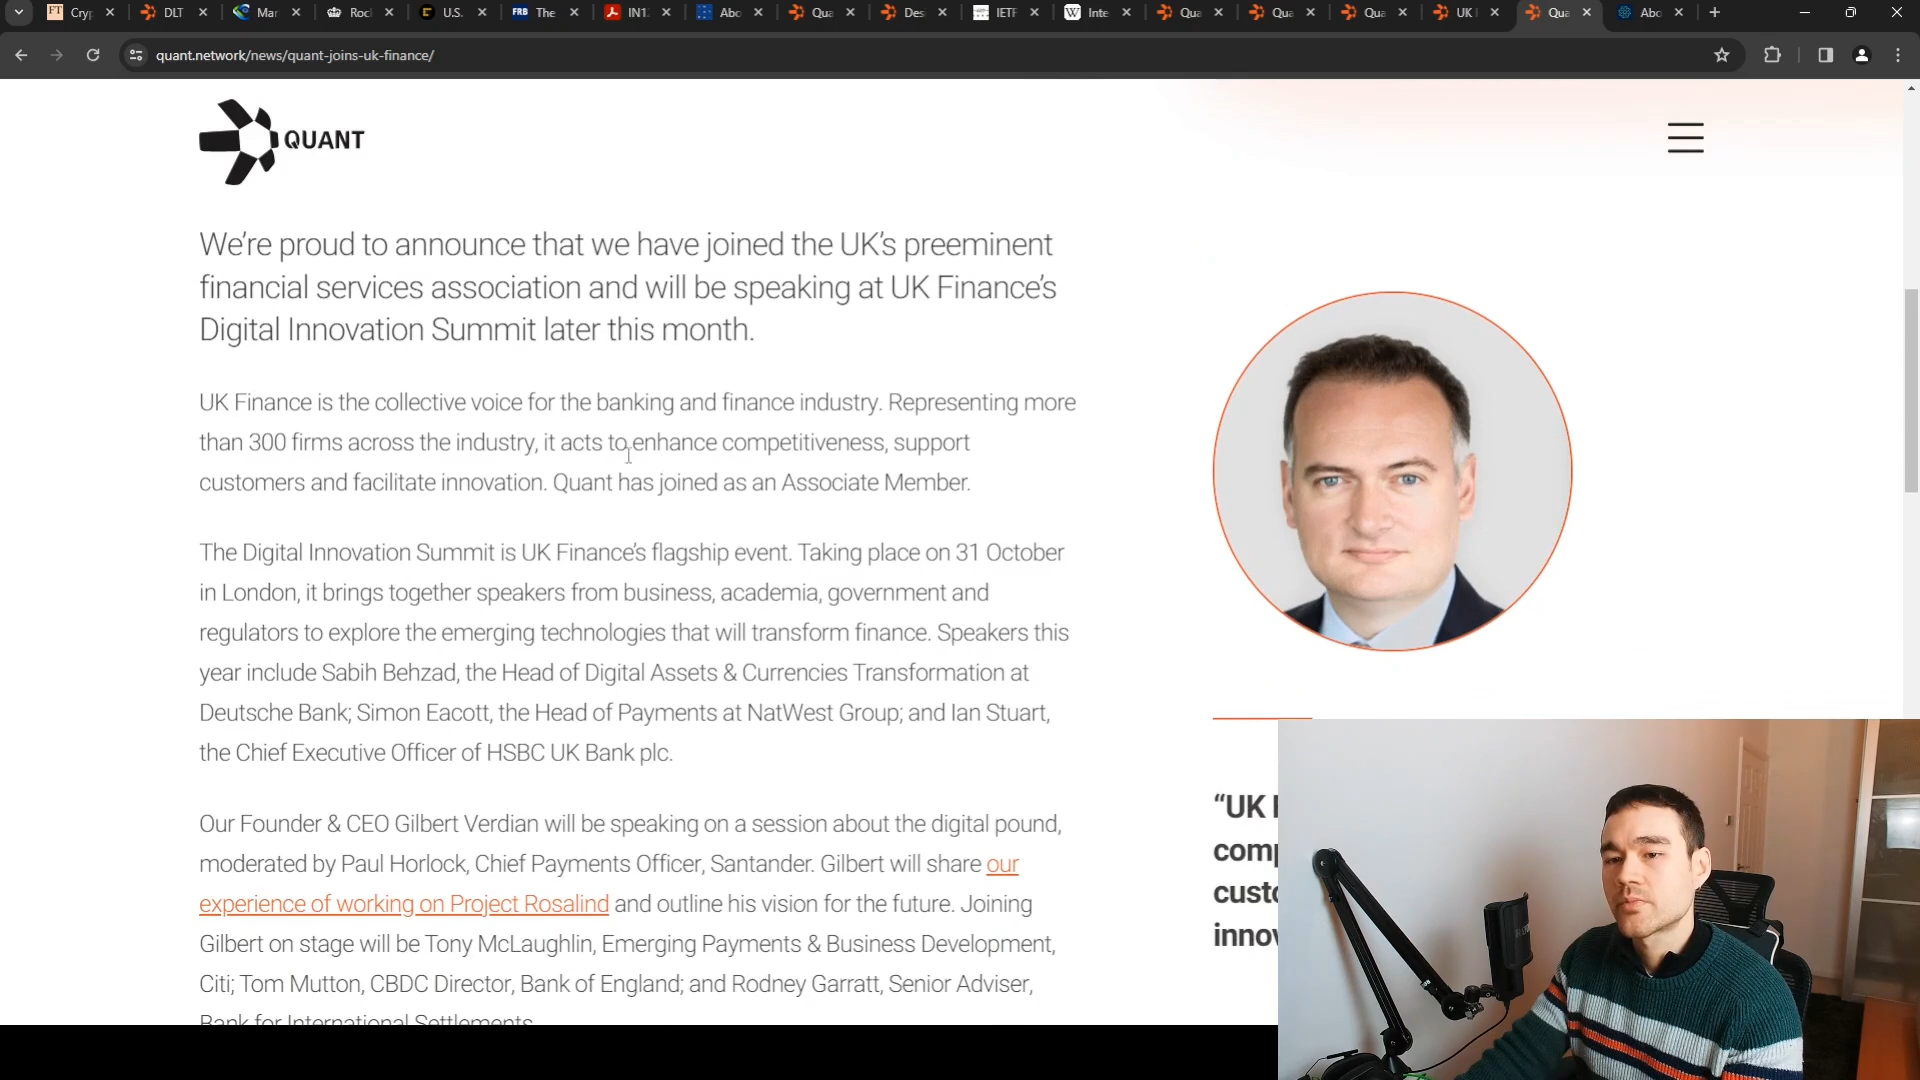 Cryp DLT Mar Roc U.S. The IN1 Abo Qua Des IETF Inte Qua Qua Qua UK Qua Abo
quant.network/news/quant-joins-uk-finance/
QUANT
We're proud to announce that we have joined the UK's preeminent
financial services association and will be speaking at UK Finance's
Digital Innovation Summit later this month.
UK Finance is the collective voice for the banking and finance industry. Representing more
than 300 firms across the industry, it acts to enhance competitiveness, support
customers and facilitate innovation. Quant has joined as an Associate Member.
The Digital Innovation Summit is UK Finance's flagship event. Taking place on 31 October
in London, it brings together speakers from business, academia, government and
regulators to explore the emerging technologies that will transform finance. Speakers this
year include Sabih Behzad, the Head of Digital Assets & Currencies Transformation at
Deutsche Bank; Simon Eacott, the Head of Payments at NatWest Group; and Ian Stuart,
the Chief Executive Officer of HSBC UK Bank plc.
Our Founder & CEO Gilbert Verdian will be speaking on a session about the digital pound,
moderated by Paul Horlock, Chief Payments Officer, Santander. Gilbert will share our
experience of working on Project Rosalind and outline his vision for the future. Joining
Gilbert on stage will be Tony McLaughlin, Emerging Payments & Business Development,
Citi; Tom Mutton, CBDC Director, Bank of England; and Rodney Garratt, Senior Adviser,
Bank for International Settlements
“UK
comp
custo
innov